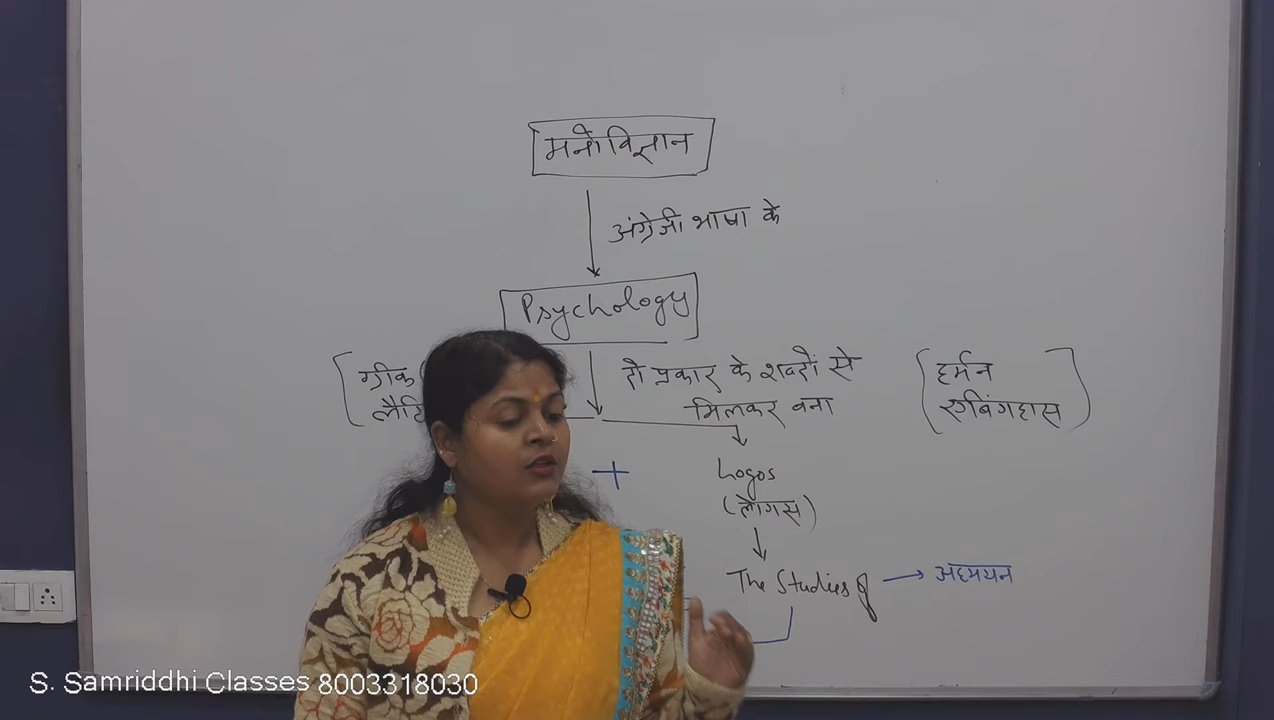 मनोविज्ञान
अंग्रेजी भाषा के
Psychology
ग्रीक
दो प्रकार के शब्दों से
मिलकर बना
हर्मन
एबिंगहास
+
Logos
(लोगस)
The Studies of → अध्ययन
S. Samriddhi Classes 8003318030